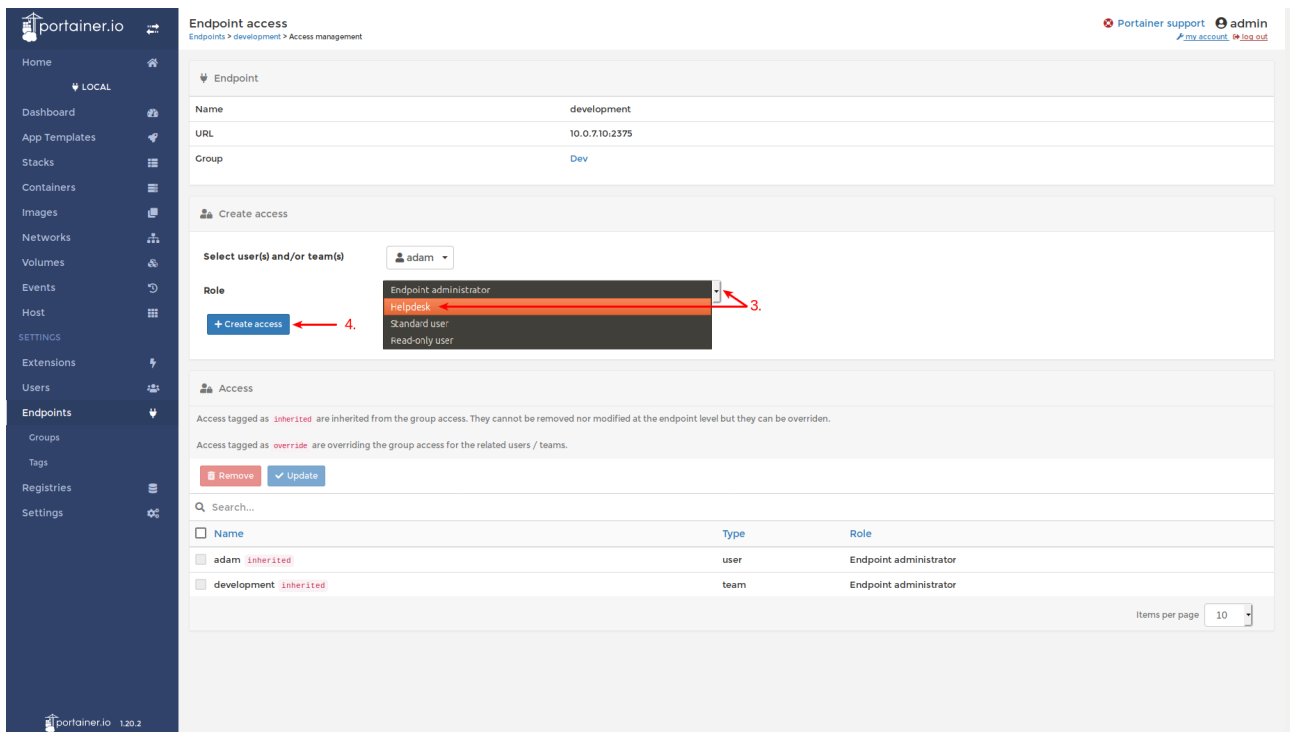 portainer.io
Endpoint access
Endpoints > development > Access management
Portainer support admin
my account log out
Home
LOCAL
Dashboard
App Templates
Stacks
Containers
Images
Networks
Volumes
Events
Host
SETTINGS
Extensions
Users
Endpoints
Groups
Tags
Registries
Settings
portainer.io 1.20.2
Endpoint
Name development
URL 10.0.7.10:2375
Group Dev
Create access
Select user(s) and/or team(s) adam
Role Endpoint administrator
Helpdesk 3.
Standard user
Read-only user
+ Create access 4.
Access
Access tagged as inherited are inherited from the group access. They cannot be removed nor modified at the endpoint level but they can be overriden.
Access tagged as override are overriding the group access for the related users / teams.
Remove Update
Search...
Name Type Role
adam inherited user Endpoint administrator
development inherited team Endpoint administrator
Items per page 10